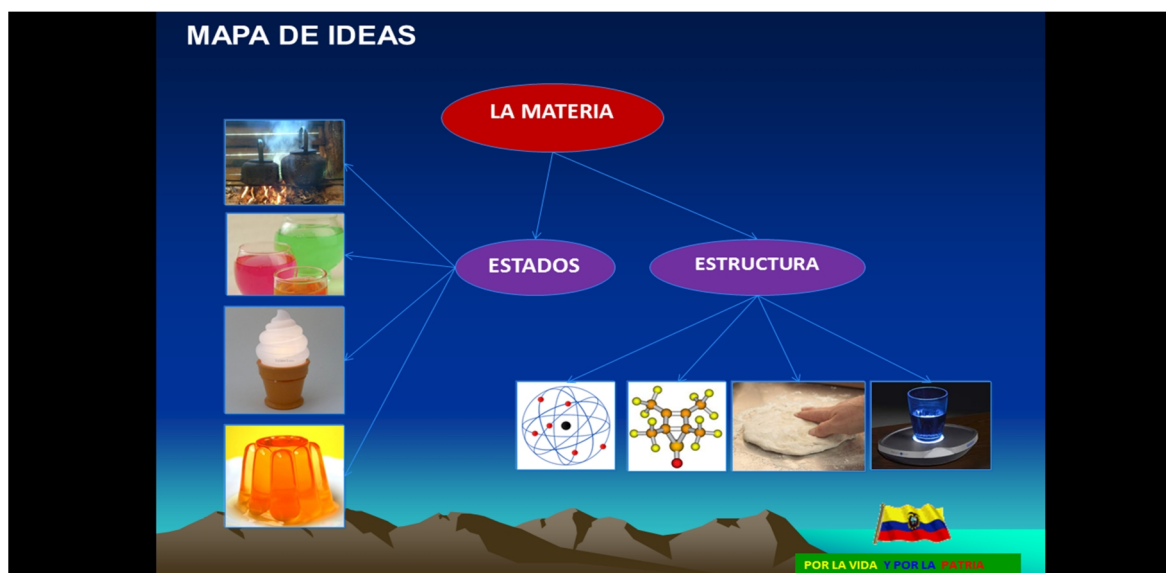 MAPA DE IDEAS
LA MATERIA
ESTADOS
ESTRUCTURA
POR LA VIDA Y POR LA PATRIA